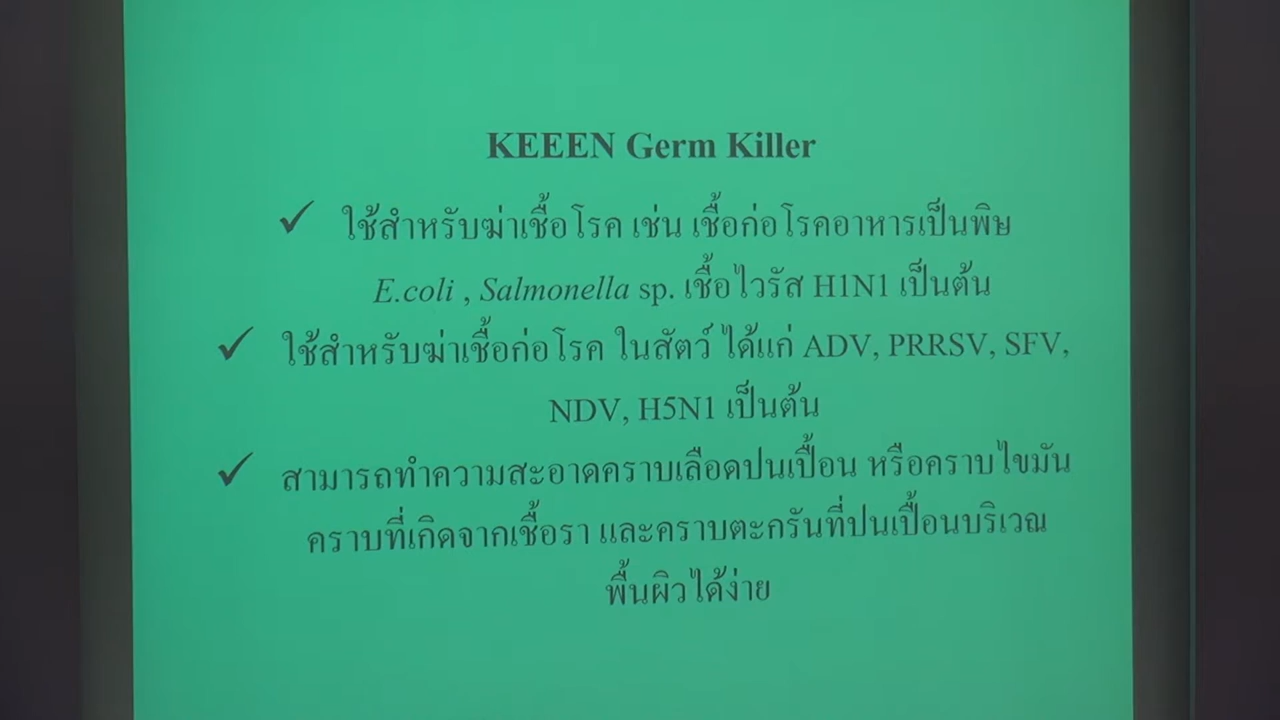 KEEEN Germ Killer
✓ ใช้สำหรับฆ่าเชื้อโรค เช่น เชื้อก่อโรคอาหารเป็นพิษ
E.coli , Salmonella sp. เชื้อไวรัส H1N1 เป็นต้น
✓ ใช้สำหรับฆ่าเชื้อก่อโรค ในสัตว์ ได้แก่ ADV, PRRSV, SFV,
NDV, H5N1 เป็นต้น
✓ สามารถทำความสะอาดคราบเลือดปนเปื้อน หรือคราบไขมัน
คราบที่เกิดจากเชื้อรา และคราบตะกรันที่ปนเปื้อนบริเวณ
พื้นผิวได้ง่าย